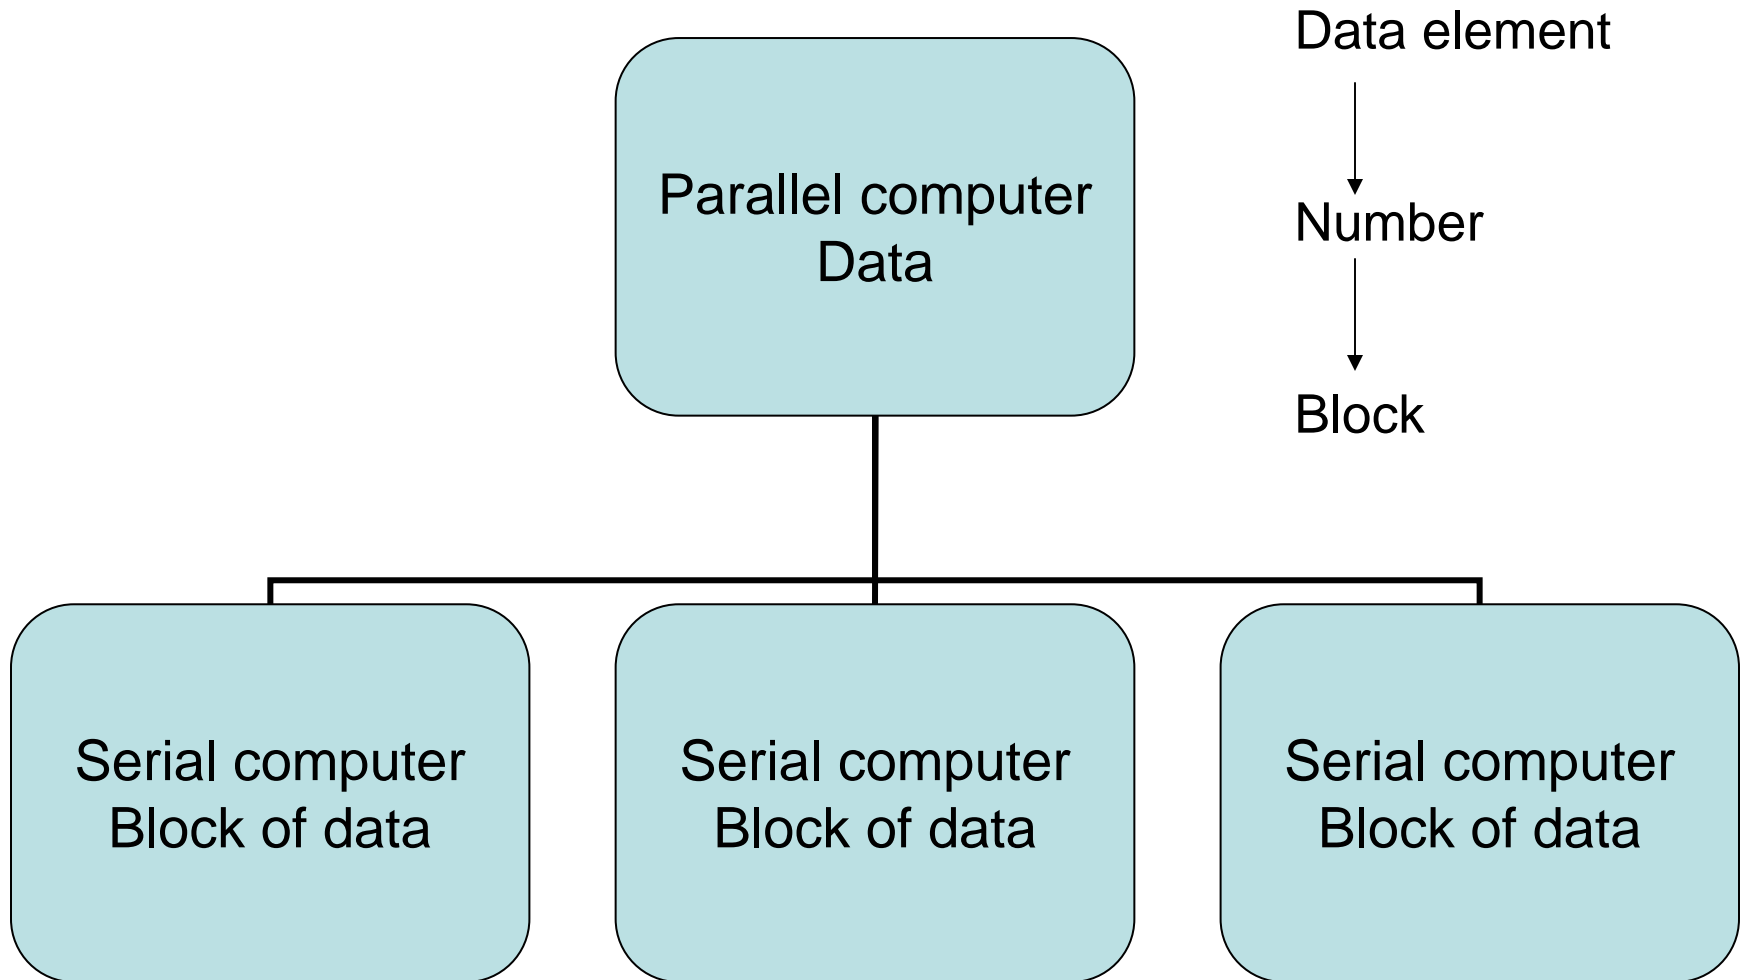 Parallel computer
Data
Data element
Number
Block
Serial computer
Block of data
Serial computer
Block of data
Serial computer
Block of data